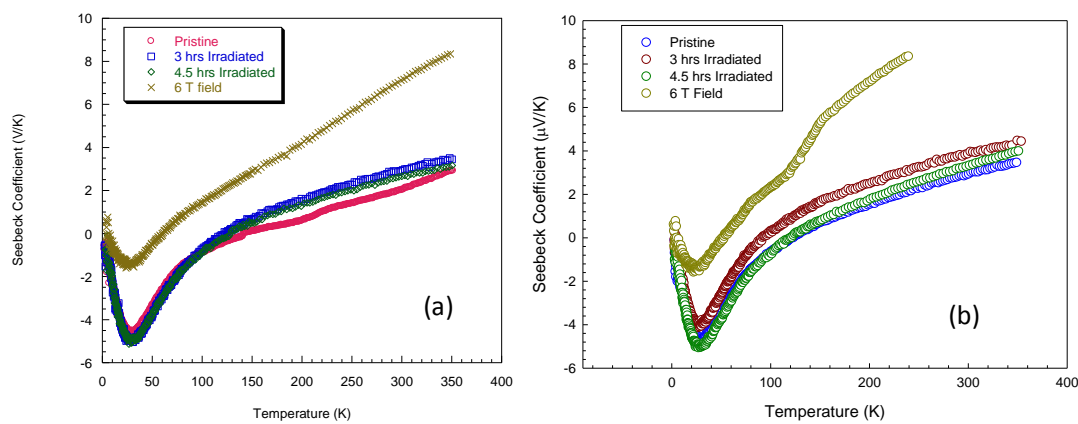 10
8
6
4
2
0
-2
-4
-6
Seebeck Coefficient (V/K)
Pristine
3 hrs Irradiated
4.5 hrs Irradiated
6 T field
(a)
0 50 100 150 200 250 300 350 400
Temperature (K)
10
8
6
4
2
0
-2
-4
-6
Seebeck Coefficient (μV/K)
Pristine
3 hrs Irradiated
4.5 hrs Irradiated
6 T Field
(b)
0 100 200 300 400
Temperature (K)